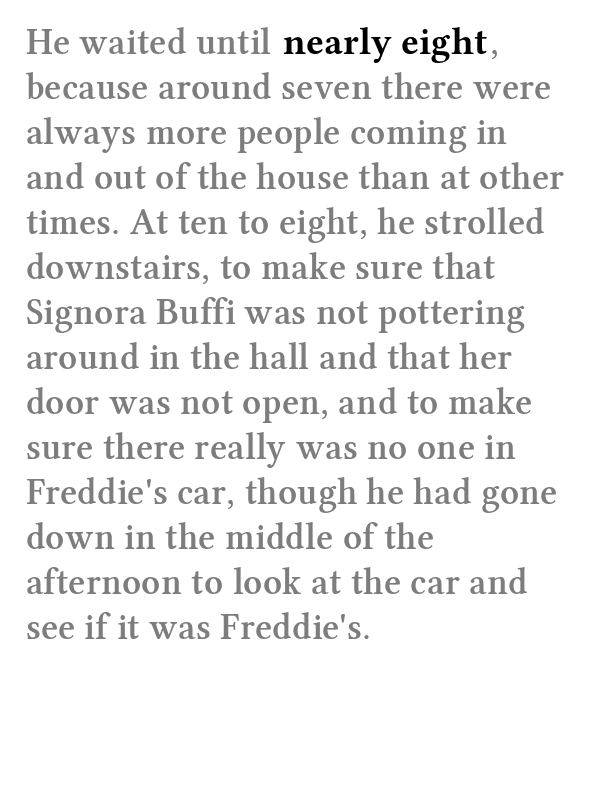 He waited until nearly eight,
because around seven there were
always more people coming in
and out of the house than at other
times. At ten to eight, he strolled
downstairs, to make sure that
Signora Buffi was not pottering
around in the hall and that her
door was not open, and to make
sure there really was no one in
Freddie's car, though he had gone
down in the middle of the
afternoon to look at the car and
see if it was Freddie's.